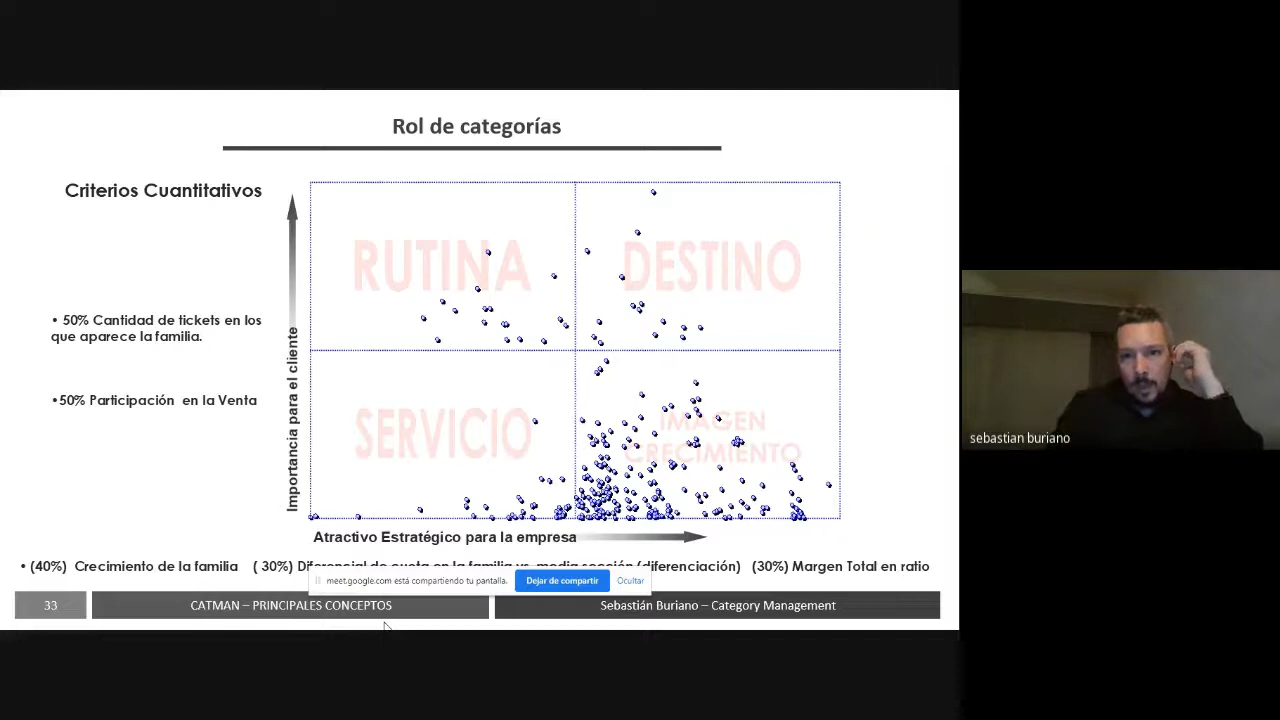 Rol de categorías
Criterios Cuantitativos
RUTINA
DESTINO
• 50% Cantidad de tickets en los
que aparece la familia.
•50% Participación en la Venta
Importancia para el cliente
SERVICIO
IMAGEN
CRECIMIENTO
sebastian buriano
Atractivo Estratégico para la empresa
• (40%) Crecimiento de la familia ( 30%) Diferencial de cuota en la familia vs. media sección (diferenciación) (30%) Margen Total en ratio
meet.google.com está compartiendo tu pantalla.
Dejar de compartir
Ocultar
33
CATMAN – PRINCIPALES CONCEPTOS
Sebastián Buriano – Category Management